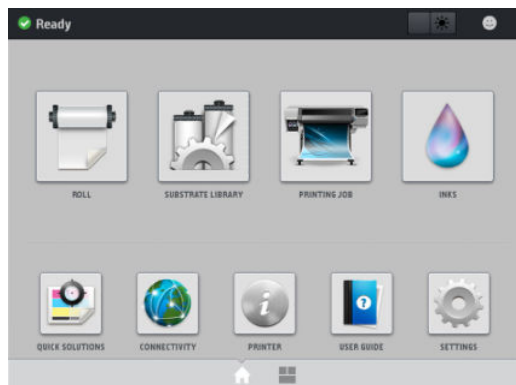 Ready
ROLL
SUBSTRATE LIBRARY
PRINTING JOB
INKS
QUICK SOLUTIONS
CONNECTIVITY
PRINTER
USER GUIDE
SETTINGS